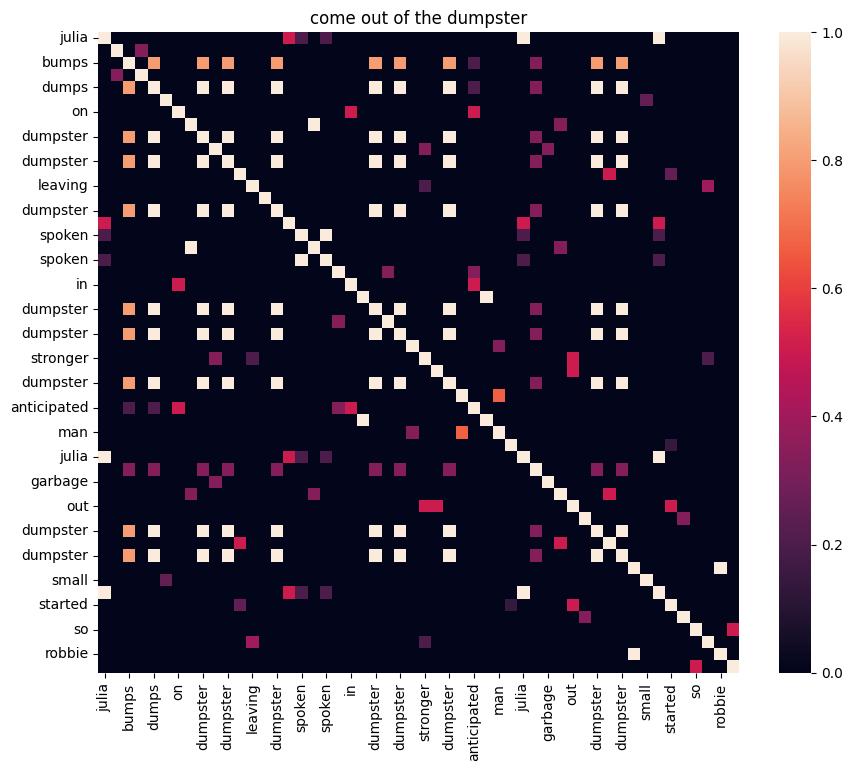 come out of the dumpster
julia
bumps
dumps
on
dumpster
dumpster
leaving
dumpster
spoken
spoken
in
dumpster
dumpster
stronger
dumpster
anticipated
man
julia
garbage
out
dumpster
dumpster
small
started
so
robbie
1.0
0.8
0.6
0.4
0.2
0.0
julia
bumps
dumps
on
dumpster
dumpster
leaving
dumpster
spoken
spoken
in
dumpster
dumpster
stronger
dumpster
anticipated
man
julia
garbage
out
dumpster
dumpster
small
started
so
robbie